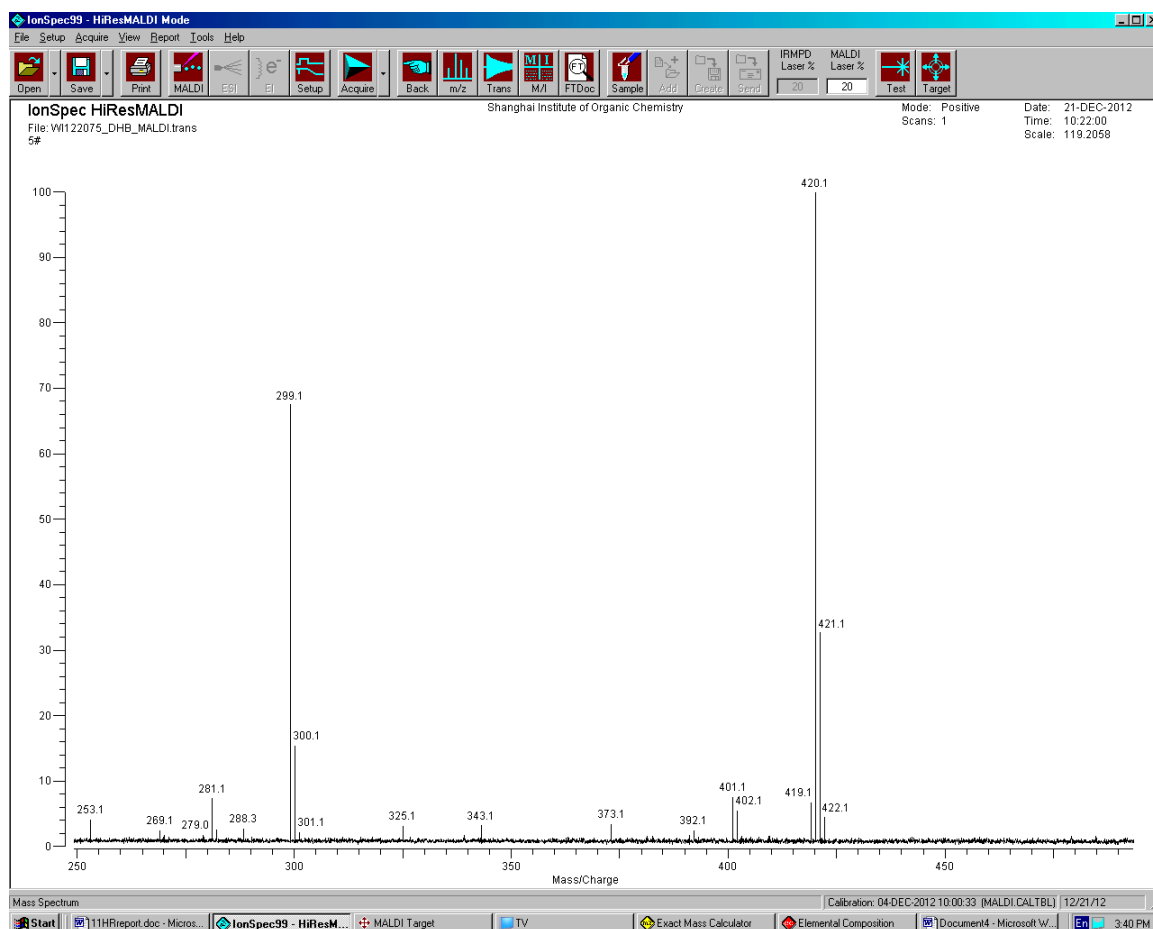 IonSpec99 - HiResMALDI Mode
File Setup Acquire View Report Tools Help
IRMPD MALDI
Laser % Laser %
20 20
Open Save Print MALDI ESI EI Setup Acquire Back m/z Trans M/I FTDoc Sample Add Create Send Test Target
IonSpec HiResMALDI
File: WI122075_DHB_MALDI.trans
5#
Shanghai Institute of Organic Chemistry
Mode: Positive
Scans: 1
Date: 21-DEC-2012
Time: 10:22:00
Scale: 119.2058
100
90
80
70
60
50
40
30
20
10
0
420.1
299.1
421.1
300.1
281.1
253.1
269.1
279.0
288.3
301.1
325.1
343.1
373.1
392.1
401.1
402.1
419.1
422.1
250 300 350 400 450
Mass/Charge
Mass Spectrum
Calibration: 04-DEC-2012 10:00:33 (MALDI.CALTBL) 12/21/12
Start 11HRreport.doc - Micros... IonSpec99 - HiResM... MALDI Target TV Exact Mass Calculator Elemental Composition Document4 - Microsoft W... En 3:40 PM